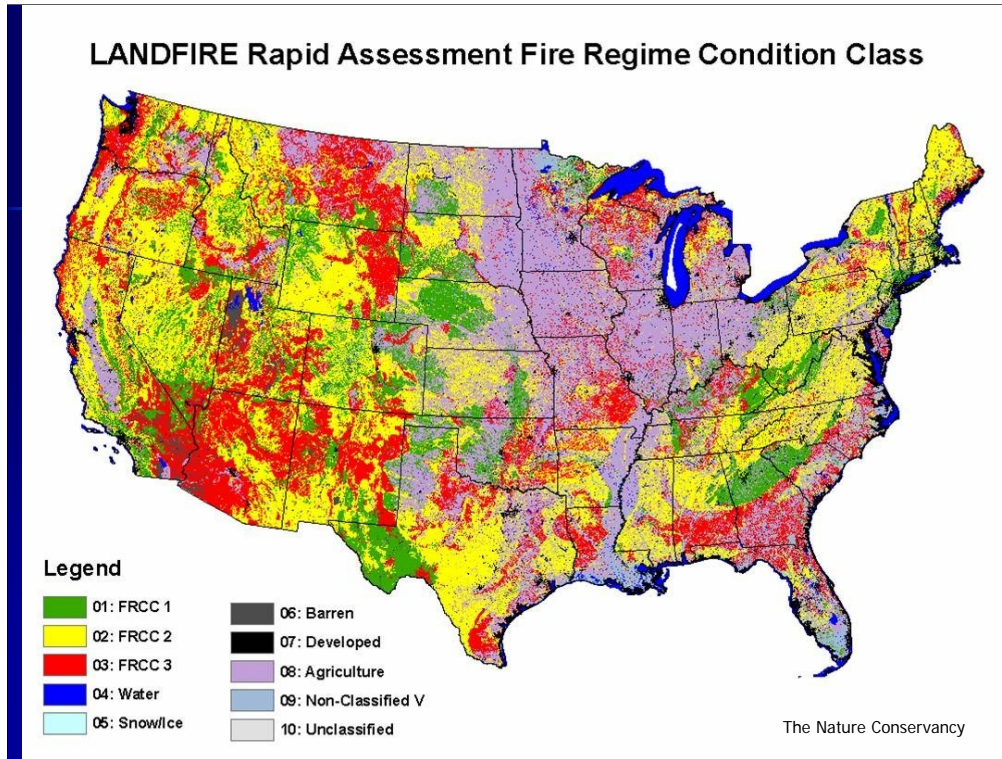 LANDFIRE Rapid Assessment Fire Regime Condition Class
Legend
01: FRCC 1
02: FRCC 2
03: FRCC 3
04: Water
05: Snow/Ice
06: Barren
07: Developed
08: Agriculture
09: Non-Classified V
10: Unclassified
The Nature Conservancy